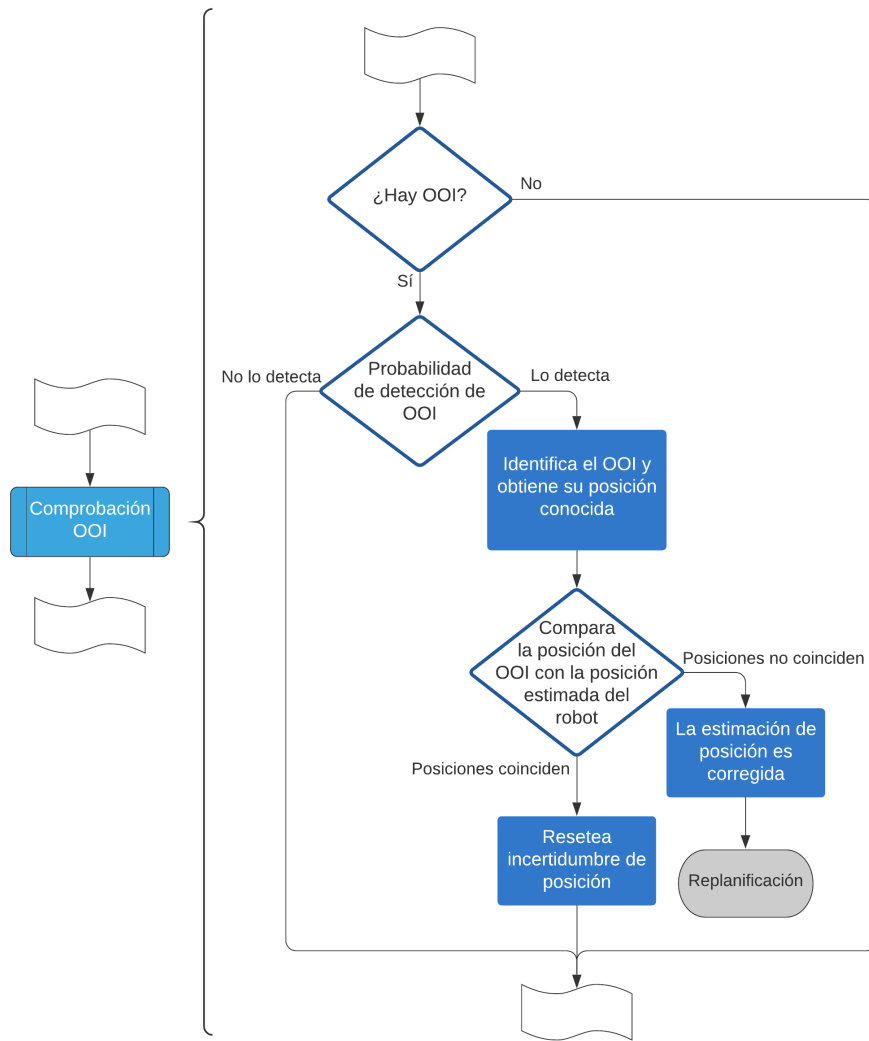 Comprobación
OOI
¿Hay OOI?
No
Sí
Probabilidad
de detección de
OOI
No lo detecta
Lo detecta
Identifica el OOI y
obtiene su posición
conocida
Compara
la posición del
OOI con la posición
estimada del
robot
Posiciones no coinciden
La estimación de
posición es
corregida
Replanificación
Posiciones coinciden
Resetea
incertidumbre de
posición